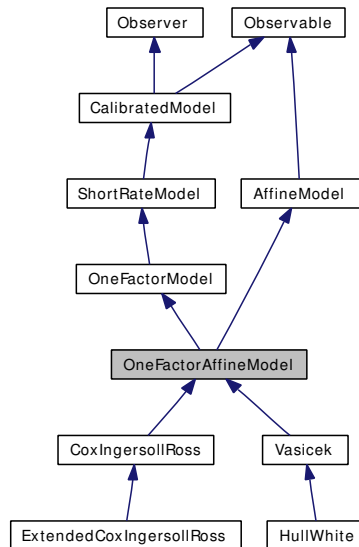 Observer Observable
CalibratedModel
ShortRateModel AffineModel
OneFactorModel
OneFactorAffineModel
CoxIngersollRoss Vasicek
ExtendedCoxIngersollRoss HullWhite